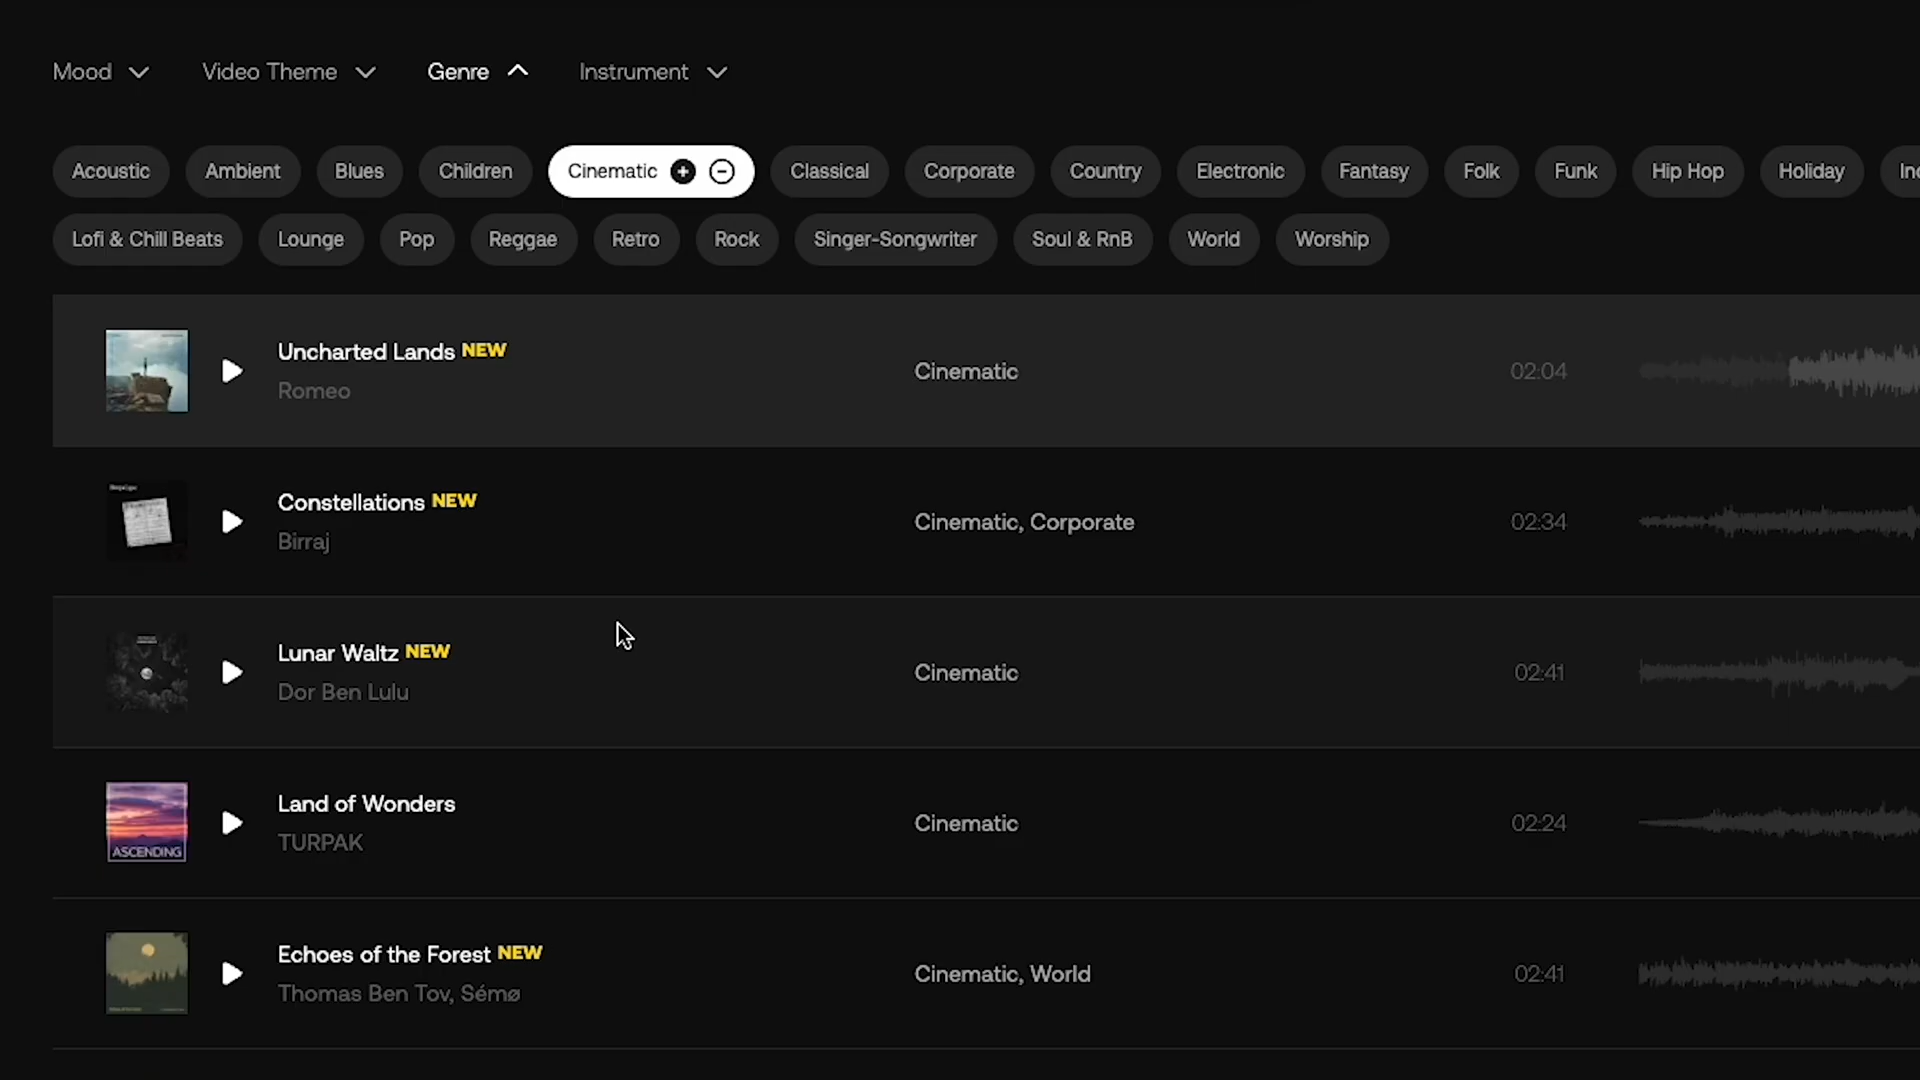 Mood Video Theme Genre Instrument
Acoustic Ambient Blues Children Cinematic Classical Corporate Country Electronic Fantasy Folk Funk Hip Hop Holiday
Lofi & Chill Beats Lounge Pop Reggae Retro Rock Singer-Songwriter Soul & RnB World Worship
Uncharted Lands NEW
Romeo
Cinematic
02:04
Constellations NEW
Birraj
Cinematic, Corporate
02:34
Lunar Waltz NEW
Dor Ben Lulu
Cinematic
02:41
Land of Wonders
TURPAK
Cinematic
02:24
ASCENDING
Echoes of the Forest NEW
Thomas Ben Tov, Sémø
Cinematic, World
02:41